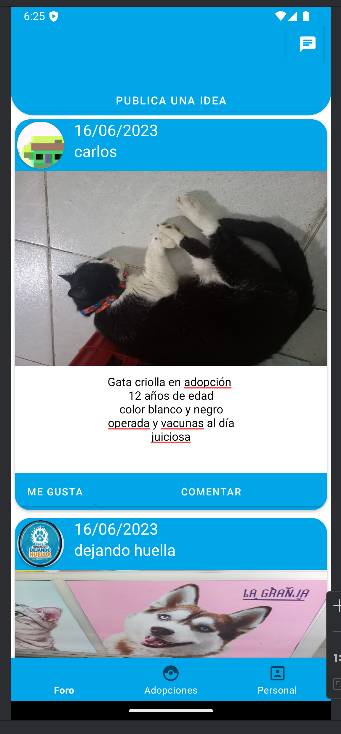 6:25
PUBLICA UNA IDEA
16/06/2023
carlos
Gata criolla en adopción
12 años de edad
color blanco y negro
operada y vacunas al día
juiciosa
ME GUSTA COMENTAR
16/06/2023
dejando huella
LA GRANJA
Foro Adopciones Personal